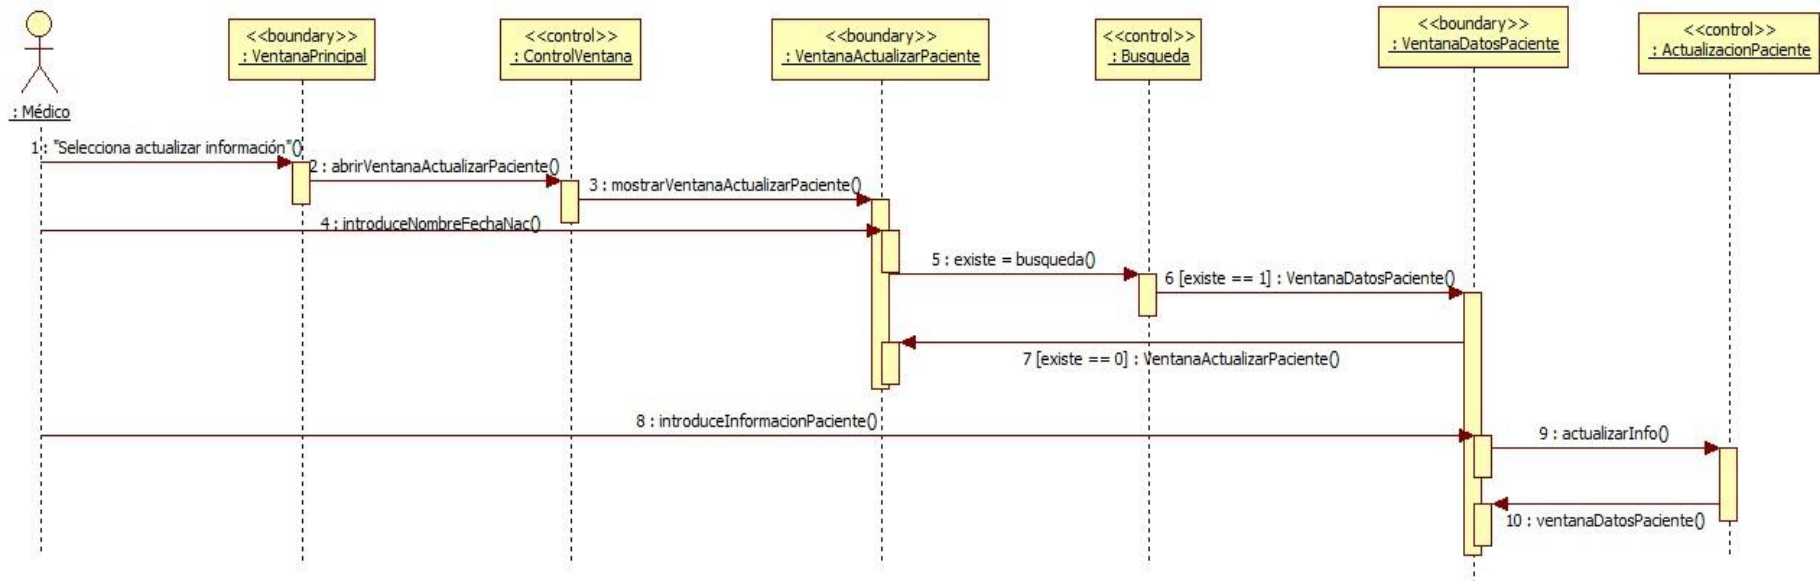 <<boundary>>
: VentanaPrincipal
<<control>>
: ControlVentana
<<boundary>>
: VentanaActualizarPaciente
<<control>>
: Busqueda
<<boundary>>
: VentanaDatosPaciente
<<control>>
: ActualizacionPaciente
: Médico
1 : "Selecciona actualizar información"()
2 : abrirVentanaActualizarPaciente()
3 : mostrarVentanaActualizarPaciente()
4 : introduceNombreFechaNac()
5 : existe = busqueda()
6 [existe == 1] : VentanaDatosPaciente()
7 [existe == 0] : VentanaActualizarPaciente()
8 : introduceInformacionPaciente()
9 : actualizarInfo()
10 : ventanaDatosPaciente()